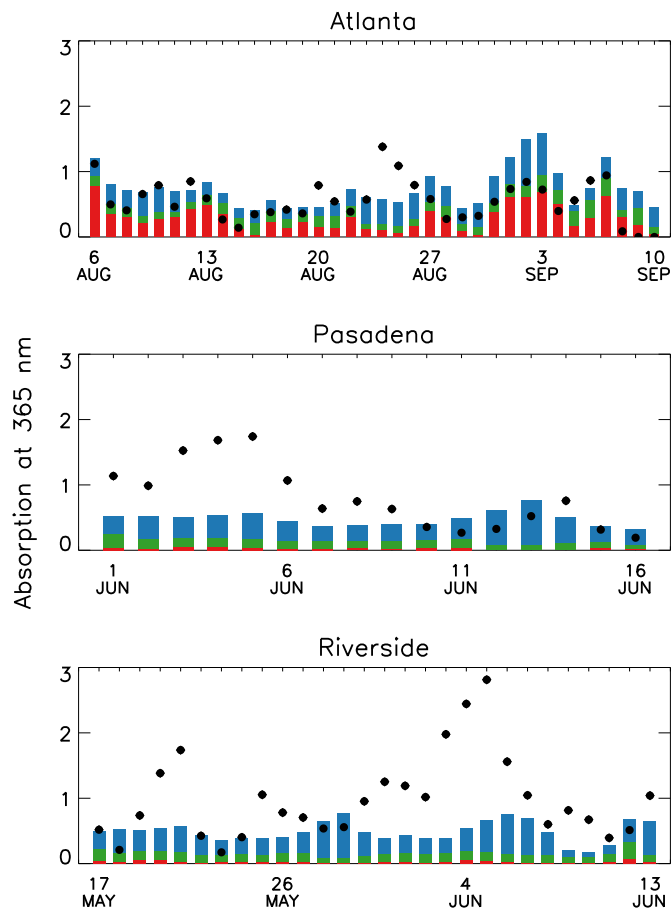 Atlanta
3
2
1
0
6 13 20 27 3 10
AUG AUG AUG AUG SEP SEP
Pasadena
3
2
1
0
1 6 11 16
JUN JUN JUN JUN
Absorption at 365 nm
Riverside
3
2
1
0
17 26 4 13
MAY MAY JUN JUN